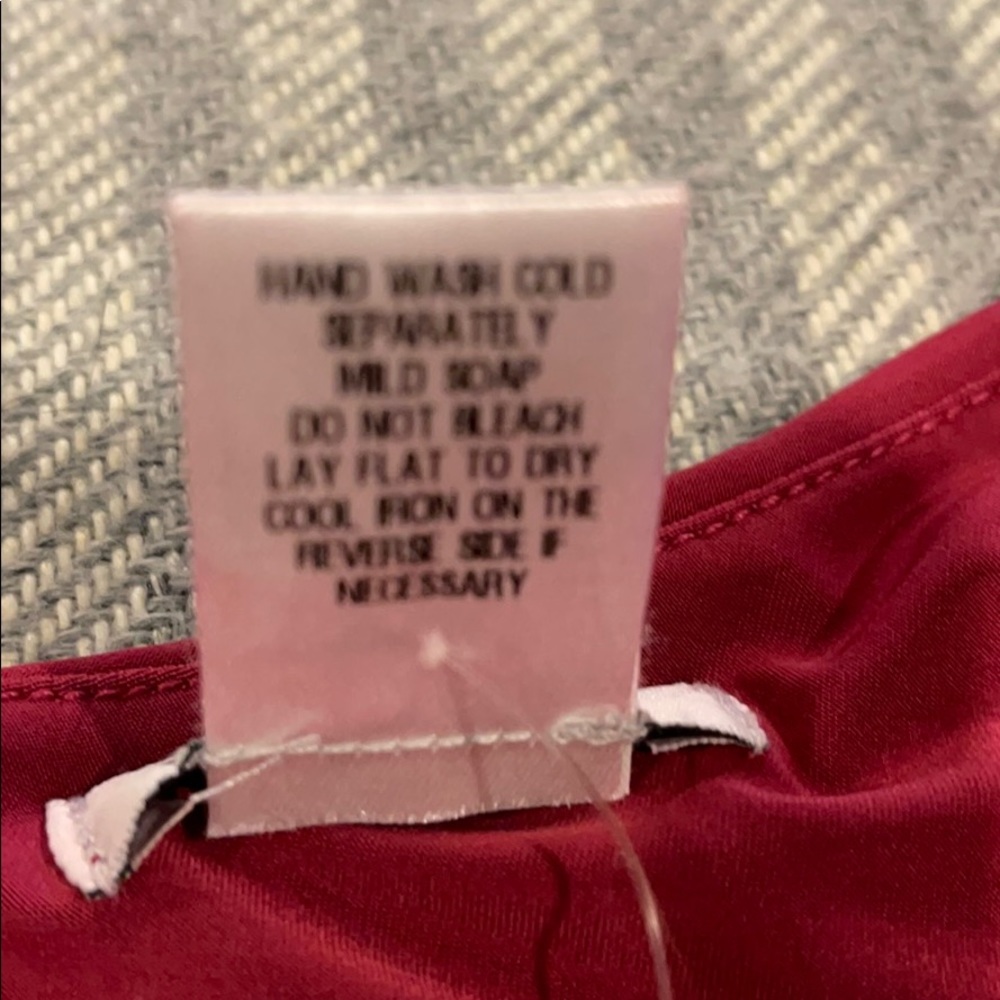 HAND WASH COLD
SEPARATELY
MILD SOAP
DO NOT BLEACH
LAY FLAT TO DRY
COOL IRON ON THE
REVERSE SIDE IF
NECESSARY